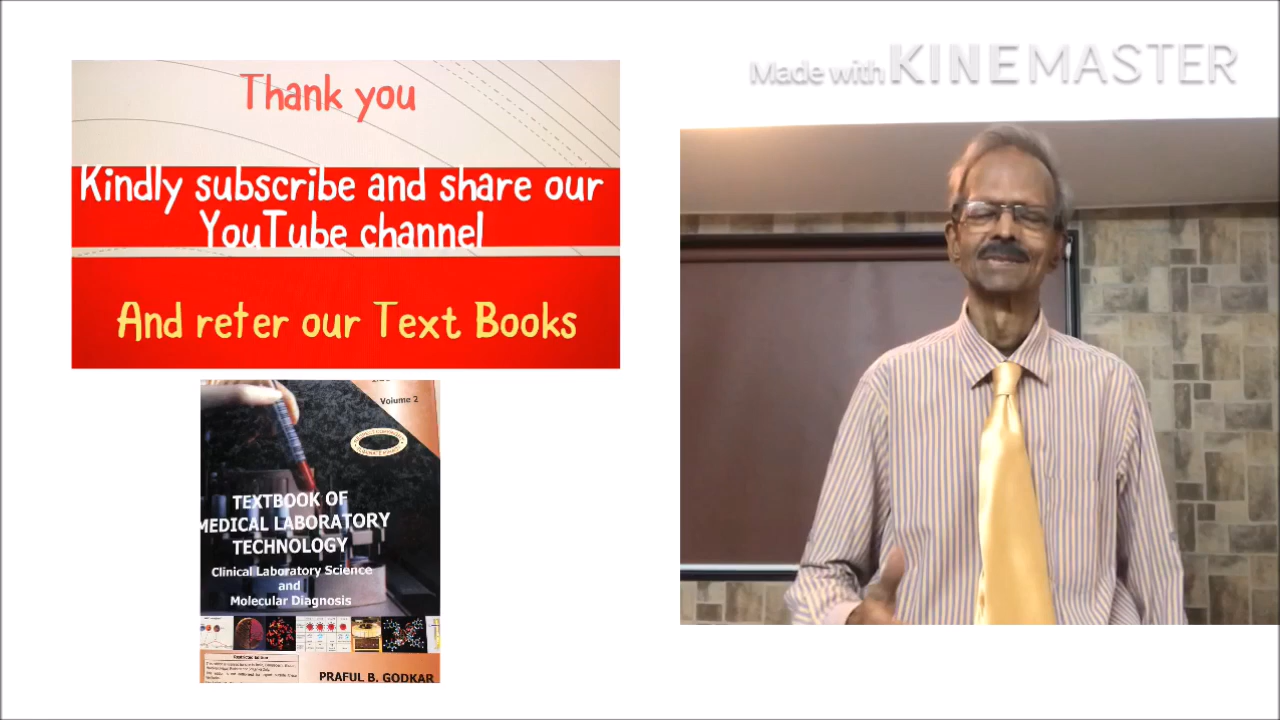 Made with KINEMASTER
Thank you
Kindly subscribe and share our
YouTube channel
And refer our Text Books
Volume 2
TEXTBOOK OF
MEDICAL LABORATORY
TECHNOLOGY
Clinical Laboratory Science
and
Molecular Diagnosis
PRAFUL B. GODKAR